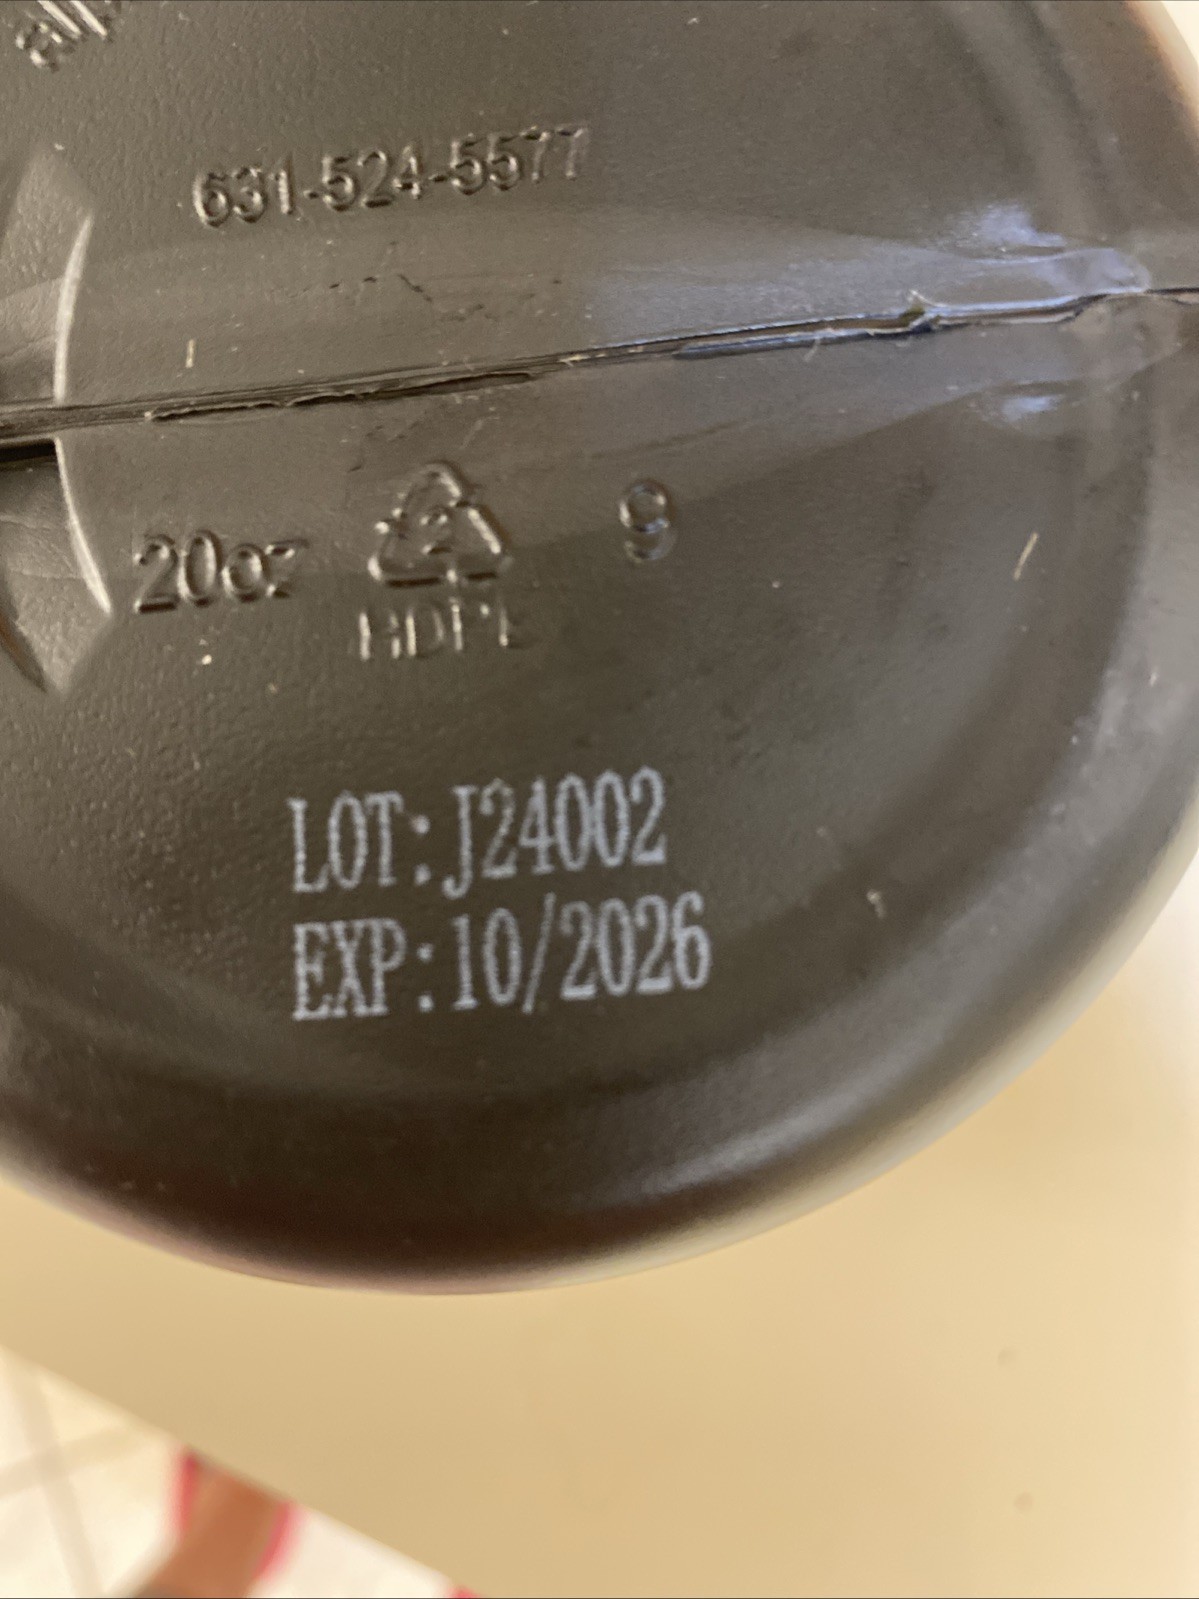 631-524-5577
20oz 2 9
HDPE
LOT:J24002
EXP:10/2026